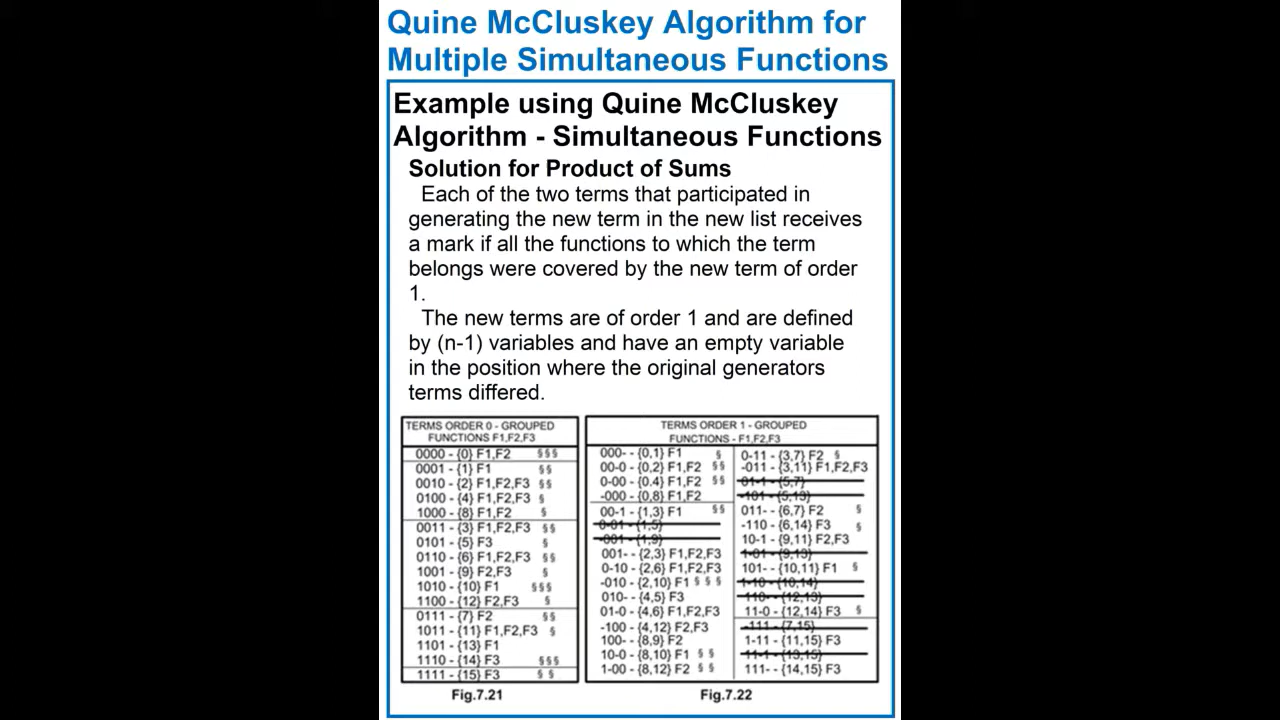 Quine McCluskey Algorithm for
Multiple Simultaneous Functions
Example using Quine McCluskey
Algorithm - Simultaneous Functions
Solution for Product of Sums
Each of the two terms that participated in
generating the new term in the new list receives
a mark if all the functions to which the term
belongs were covered by the new term of order
1.
The new terms are of order 1 and are defined
by (n-1) variables and have an empty variable
in the position where the original generators
terms differed.
TERMS ORDER 0 - GROUPED
FUNCTIONS F1,F2,F3
0000 - {0} F1,F2 §§§
0001 - {1} F1 §§
0010 - {2} F1,F2,F3 §§
0100 - {4} F1,F2,F3 §
1000 - {8} F1,F2 §
0011 - {3} F1,F2,F3 §§
0101 - {5} F3 §
0110 - {6} F1,F2,F3 §§
1001 - {9} F2,F3 §
1010 - {10} F1 §§§
1100 - {12} F2,F3 §
0111 - {7} F2 §§
1011 - {11} F1,F2,F3 §
1101 - {13} F1
1110 - {14} F3 §§§
1111 - {15} F3 §§
Fig.7.21
TERMS ORDER 1 - GROUPED
FUNCTIONS - F1,F2,F3
000- - {0,1} F1 §
00-0 - {0,2} F1,F2 §§
0-00 - {0,4} F1,F2 §§
-000 - {0,8} F1,F2
00-1 - {1,3} F1 §§
0-01 - {1,5}
-001 - {1,9}
001- - {2,3} F1,F2,F3
0-10 - {2,6} F1,F2,F3
-010 - {2,10} F1 §§§
010- - {4,5} F3
01-0 - {4,6} F1,F2,F3
-100 - {4,12} F2,F3
100- - {8,9} F2
10-0 - {8,10} F1 §§
1-00 - {8,12} F2 §§
0-11 - {3,7} F2 §
-011 - {3,11} F1,F2,F3
01-1 - {5,7}
-101 - {5,13}
011- - {6,7} F2 §
-110 - {6,14} F3 §
10-1 - {9,11} F2,F3
1-01 - {9,13}
101- - {10,11} F1 §
1-10 - {10,14}
110- - {12,13}
11-0 - {12,14} F3 §
-111 - {7,15}
1-11 - {11,15} F3
11-1 - {13,15}
111- - {14,15} F3
Fig.7.22